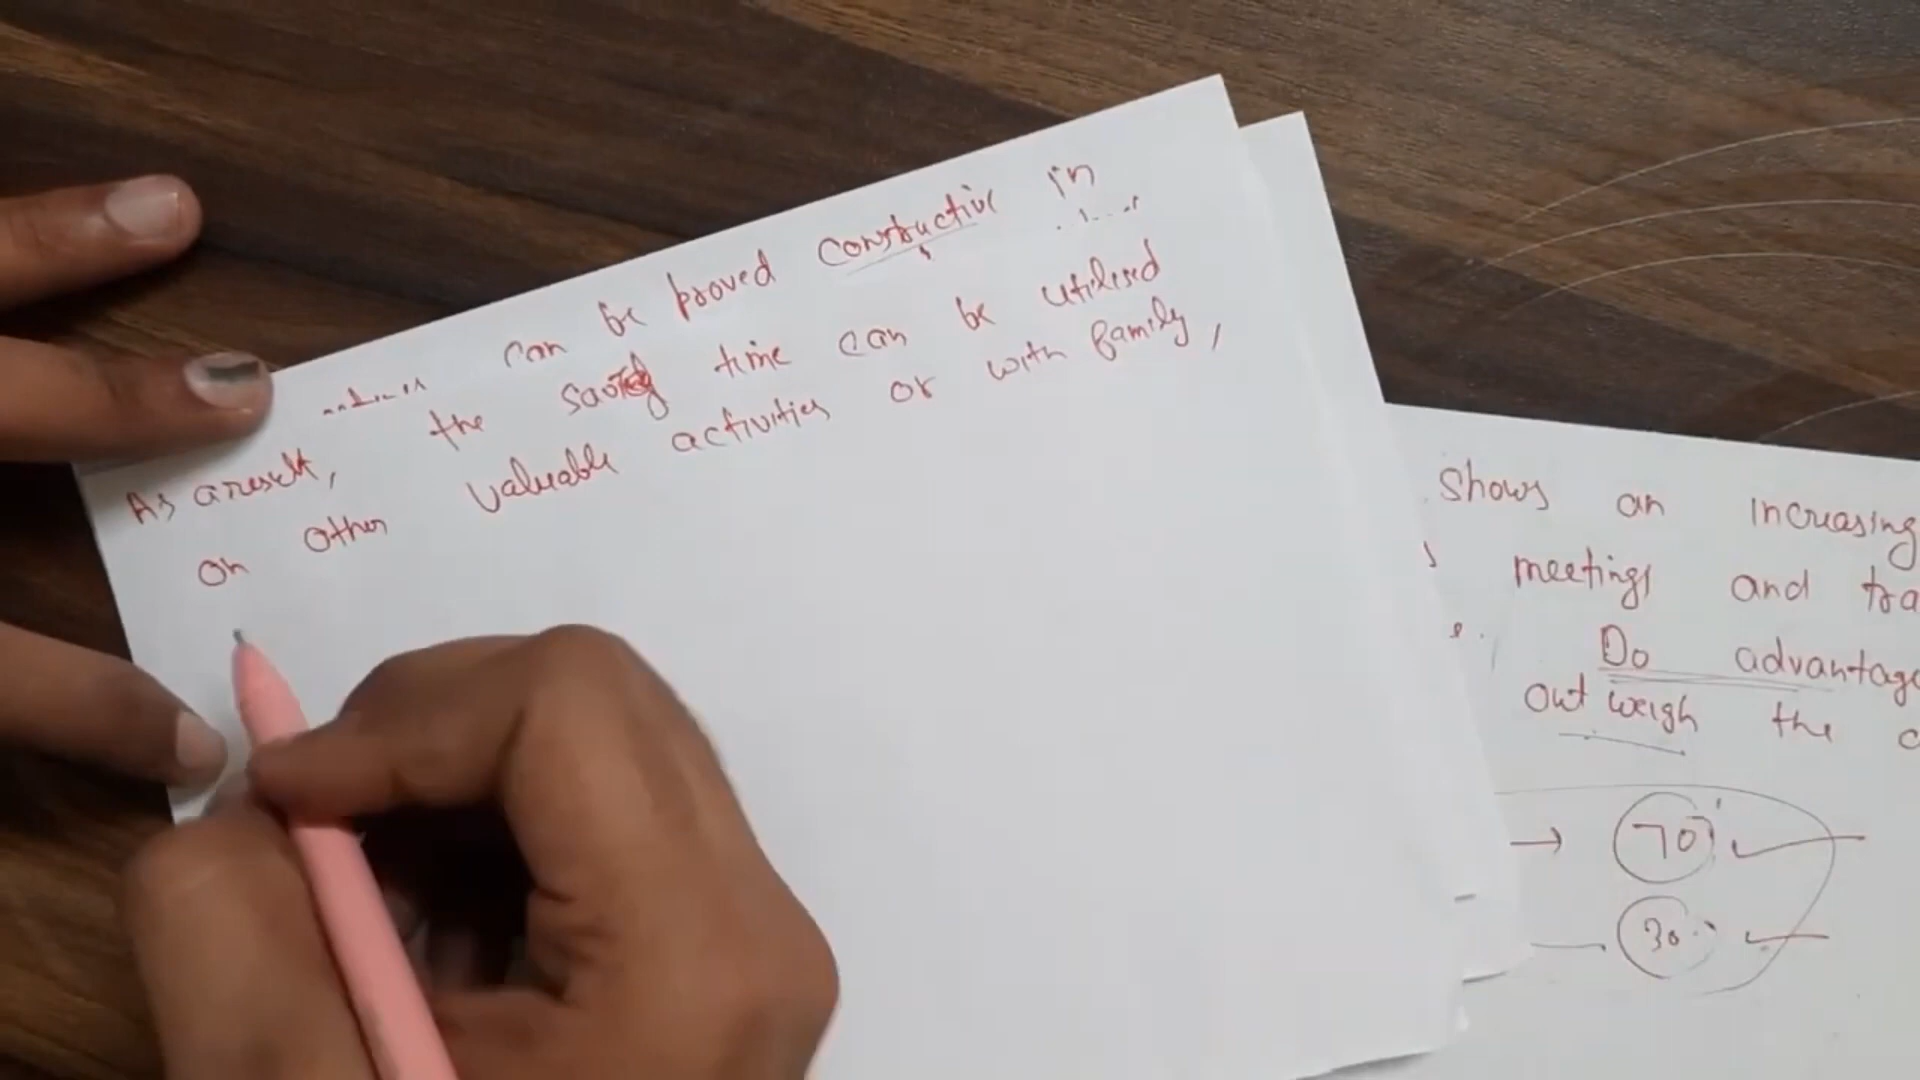 can be proved constructive in
As a result, the saved time can be utilised
on other valuable activities or with family,
shows an increasing
meetings and tra
Do advantage
out weigh the
70
30